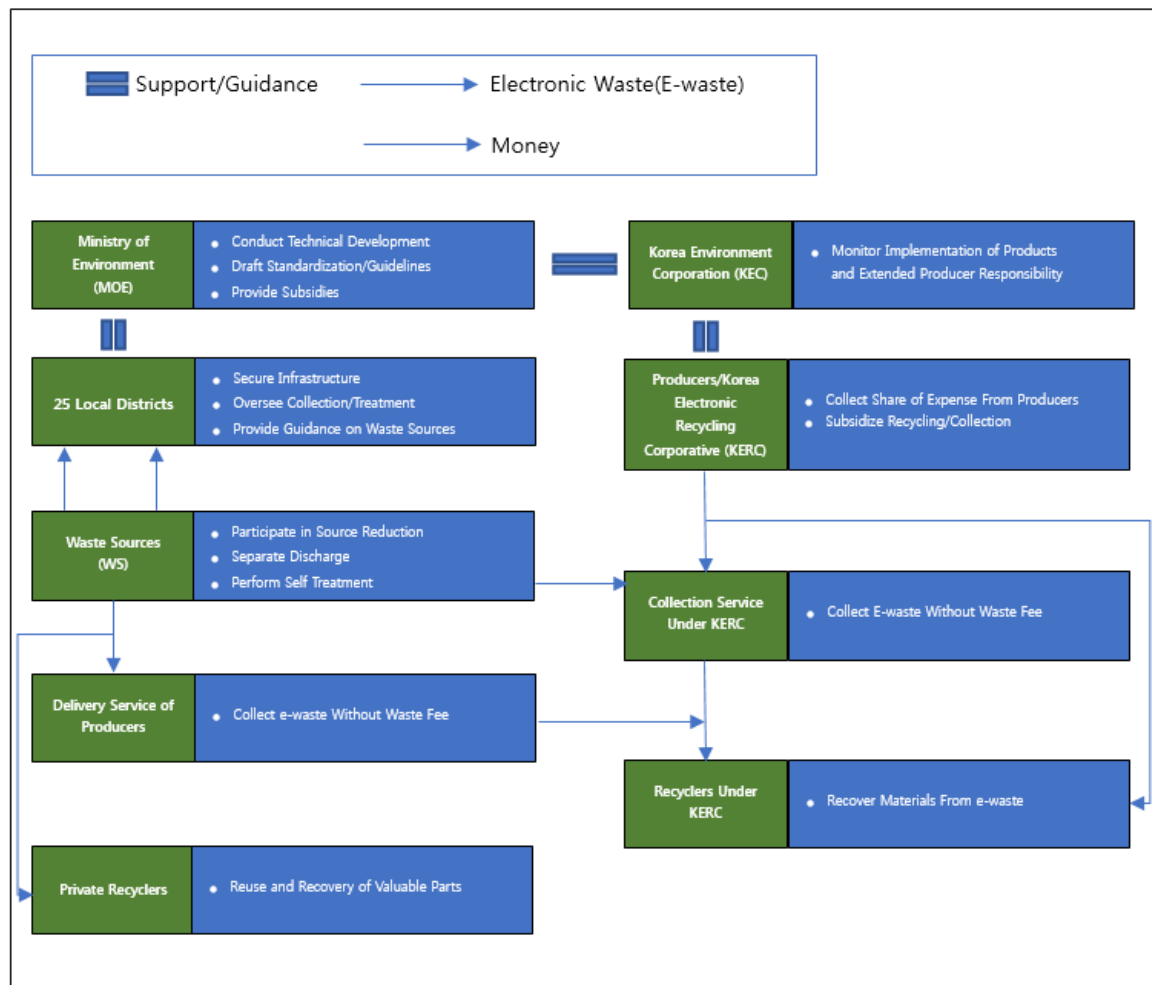 Support/Guidance
Electronic Waste(E-waste)
Money
Ministry of
Environment
(MOE)
Conduct Technical Development
Draft Standardization/Guidelines
Provide Subsidies
Korea Environment
Corporation (KEC)
Monitor Implementation of Products
and Extended Producer Responsibility
25 Local Districts
Secure Infrastructure
Oversee Collection/Treatment
Provide Guidance on Waste Sources
Producers/Korea
Electronic
Recycling
Corporative (KERC)
Collect Share of Expense From Producers
Subsidize Recycling/Collection
Waste Sources
(WS)
Participate in Source Reduction
Separate Discharge
Perform Self Treatment
Collection Service
Under KERC
Collect E-waste Without Waste Fee
Delivery Service of
Producers
Collect e-waste Without Waste Fee
Recyclers Under
KERC
Recover Materials From e-waste
Private Recyclers
Reuse and Recovery of Valuable Parts